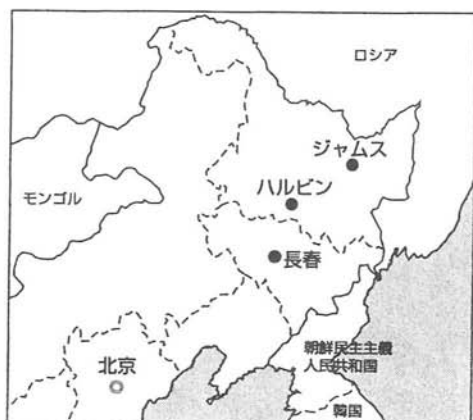 ロシア
ジャムス
ハルビン
モンゴル
長春
朝鮮民主主義
人民共和国
北京
韓国